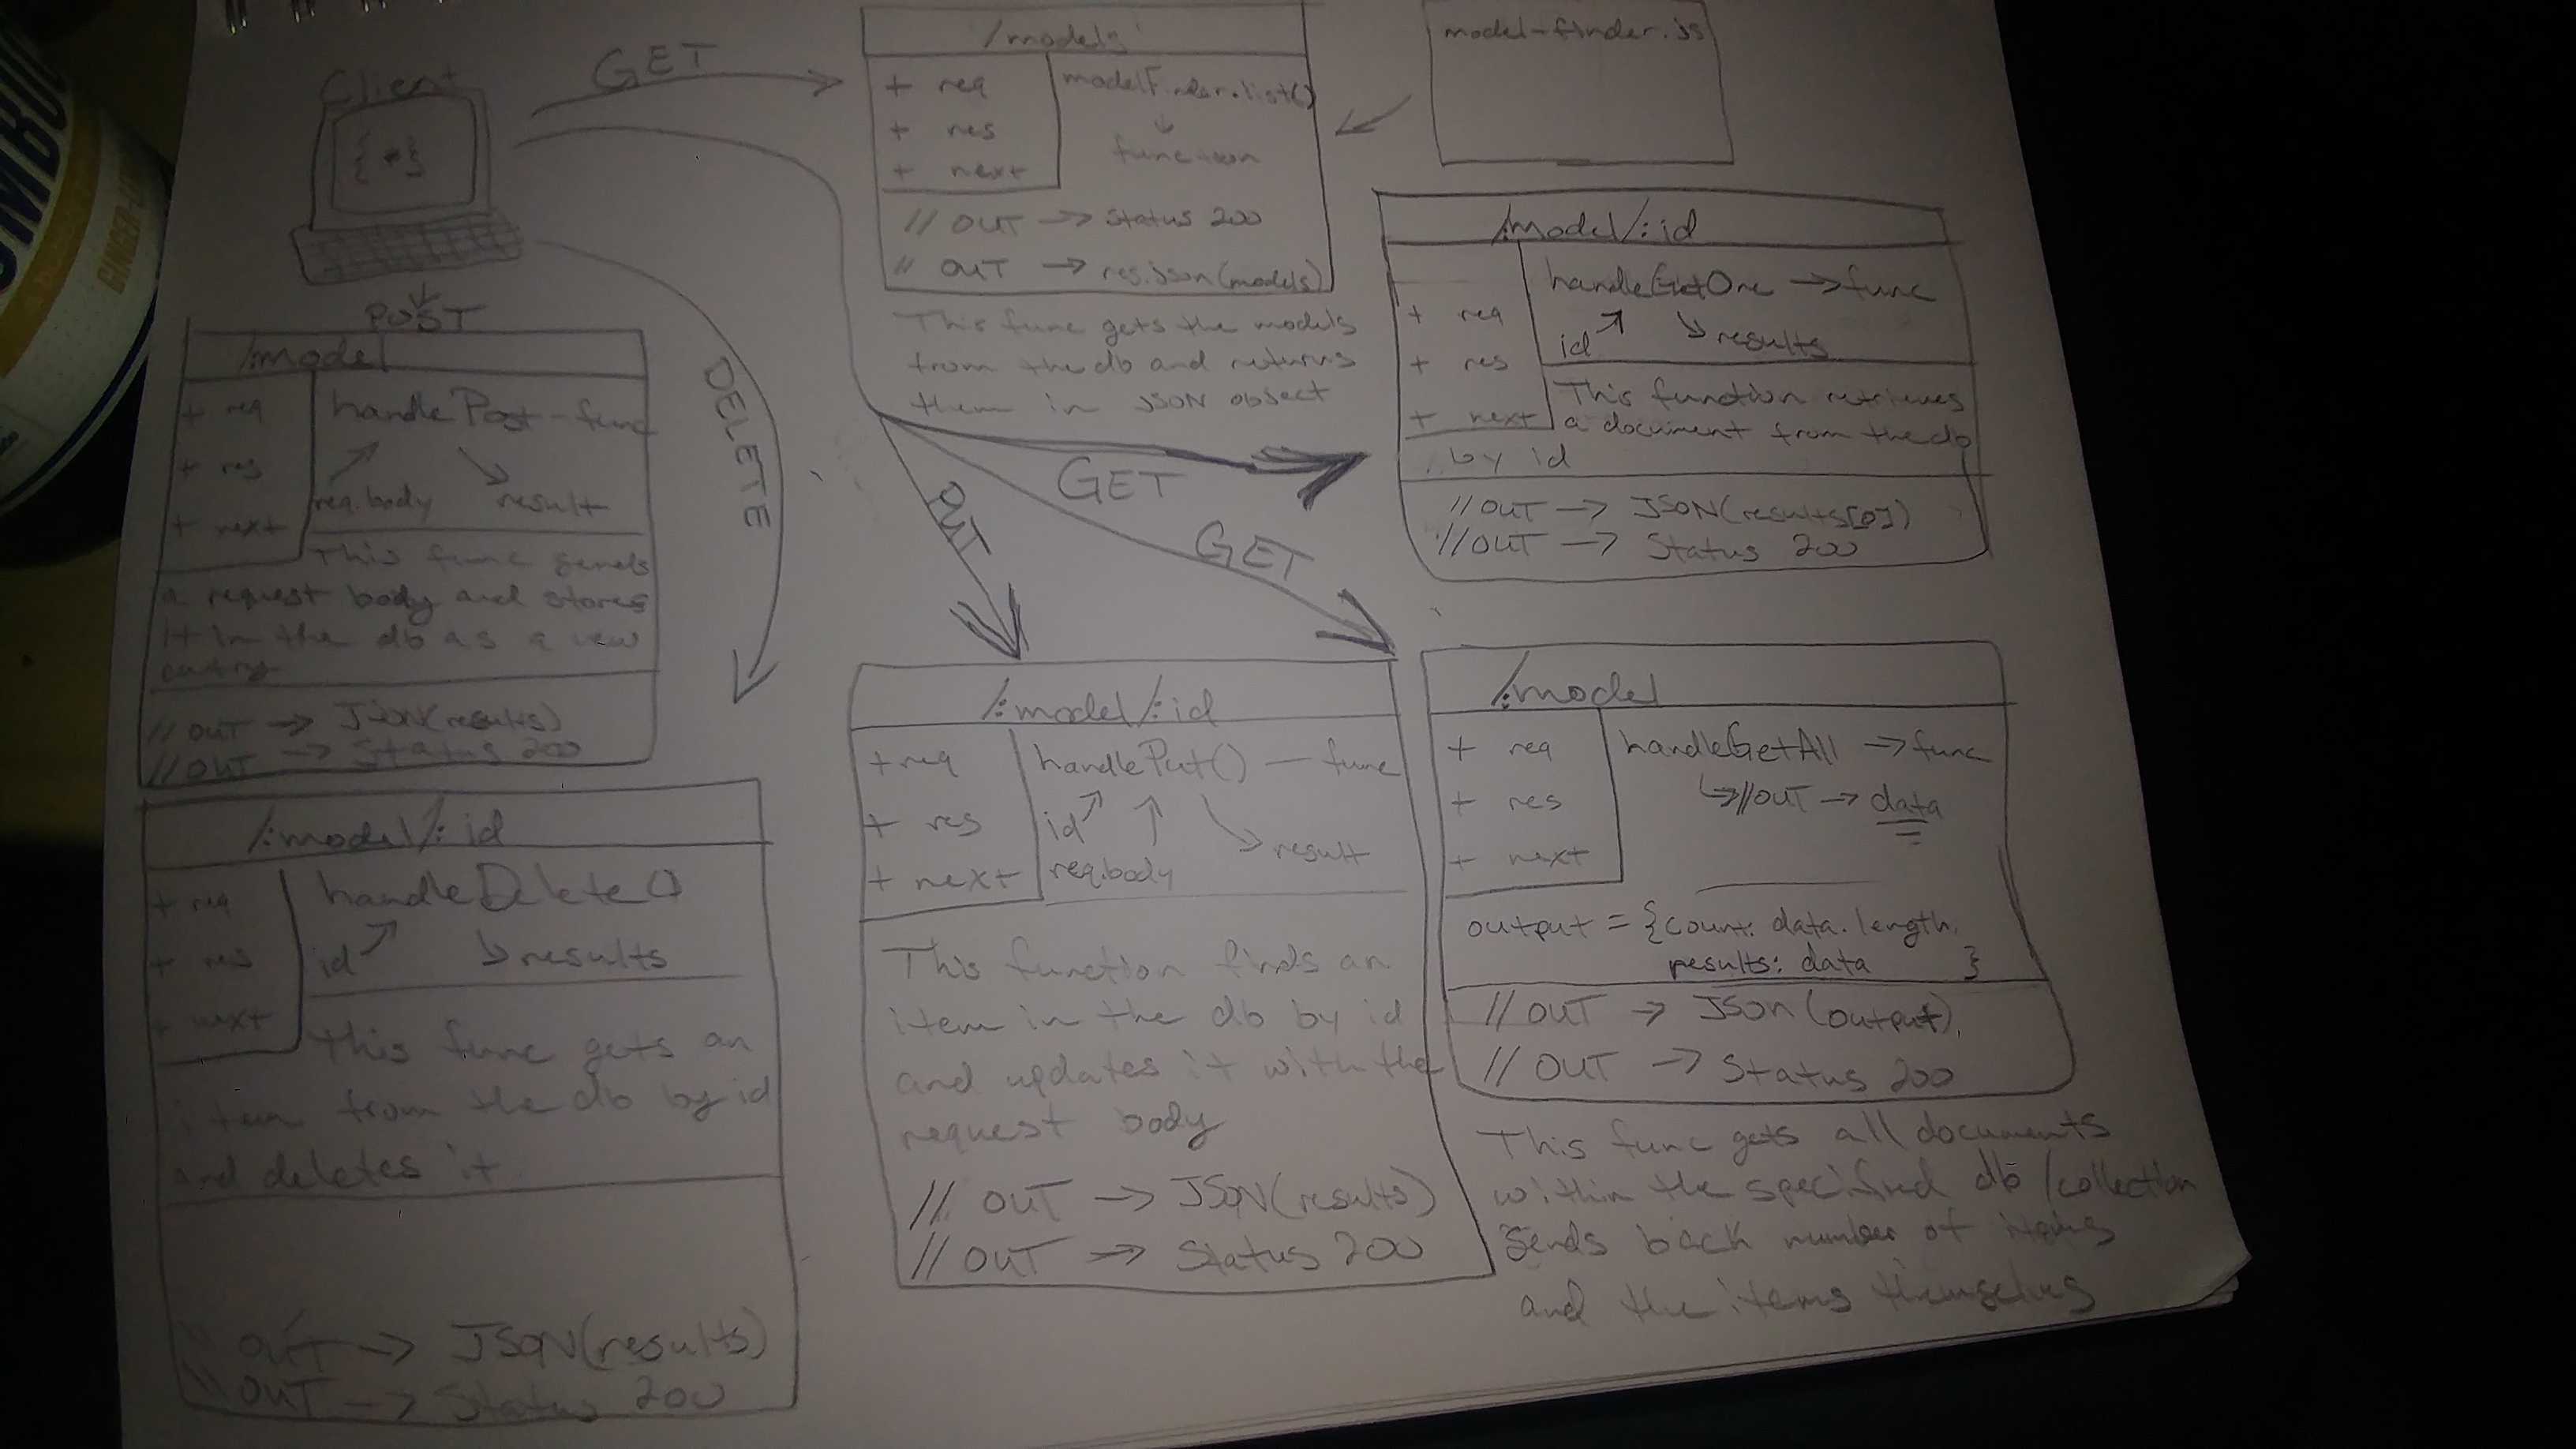 MBUC
GINGER-L
Client
{ * }
GET
/models
+ req
+ res
+ next
modelFinder.list()
function
// OUT → Status 200
// OUT → res.json(models)
This func gets the models
from the db and returns
them in JSON object
model-finder.js
/:model/:id
+ req
+ res
+ next
handleGetOne → func
id
results
This function retrieves
a document from the db
by id
// OUT → JSON(results[0])
// OUT → Status 200
POST
/:model
+ req
+ res
+ next
handlePost - func
req.body
result
This func sends
a request body and stores
it in the db as a new
entry
// OUT → JSON(results)
// OUT → Status 200
DELETE
PUT
GET
GET
/:model/:id
+ req
+ res
+ next
handleDelete()
id
results
This func gets an
item from the db by id
and deletes it
OUT → JSON(results)
OUT → Status 200
/:model/:id
+ req
+ res
+ next
handlePut() — func
id
req.body
result
This function finds an
item in the db by id
and updates it with the
request body
// OUT → JSON(results)
// OUT → Status 200
/:model
+ req
+ res
+ next
handleGetAll → func
↳ //OUT → data
output = {count: data.length,
results: data }
// OUT → JSON (output),
// OUT → Status 200
This func gets all documents
within the specified db/collection
sends back number of items
and the items themselves